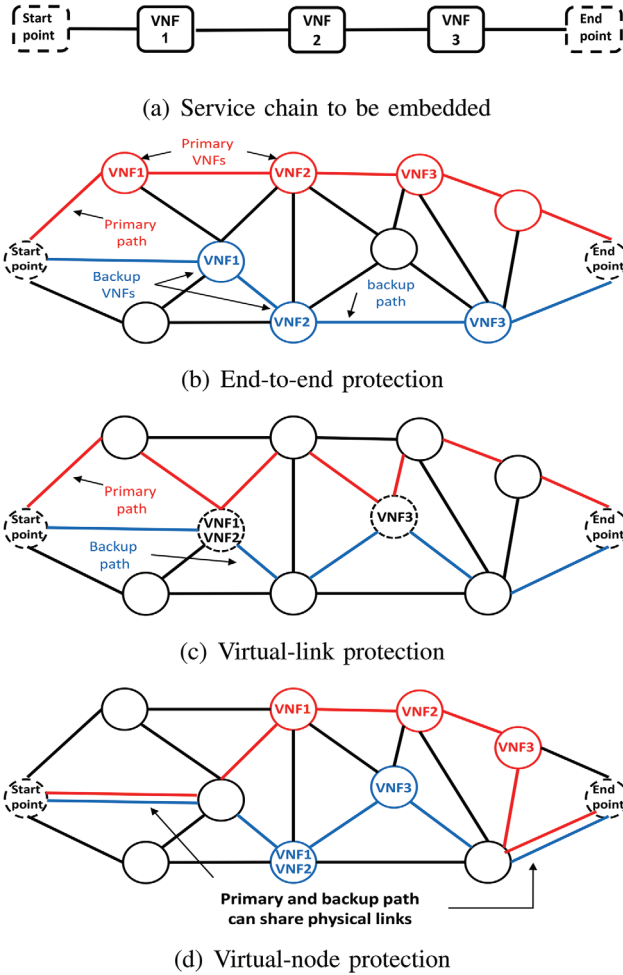 Start
point
VNF
1
VNF
2
VNF
3
End
point
(a) Service chain to be embedded
Primary
VNFs
VNF1
VNF2
VNF3
Primary
path
Start
point
VNF1
End
point
Backup
VNFs
backup
path
VNF2
VNF3
(b) End-to-end protection
Primary
path
Start
point
VNF1
VNF2
VNF3
End
point
Backup
path
(c) Virtual-link protection
VNF1
VNF2
VNF3
Start
point
VNF3
End
point
VNF1
VNF2
Primary and backup path
can share physical links
(d) Virtual-node protection